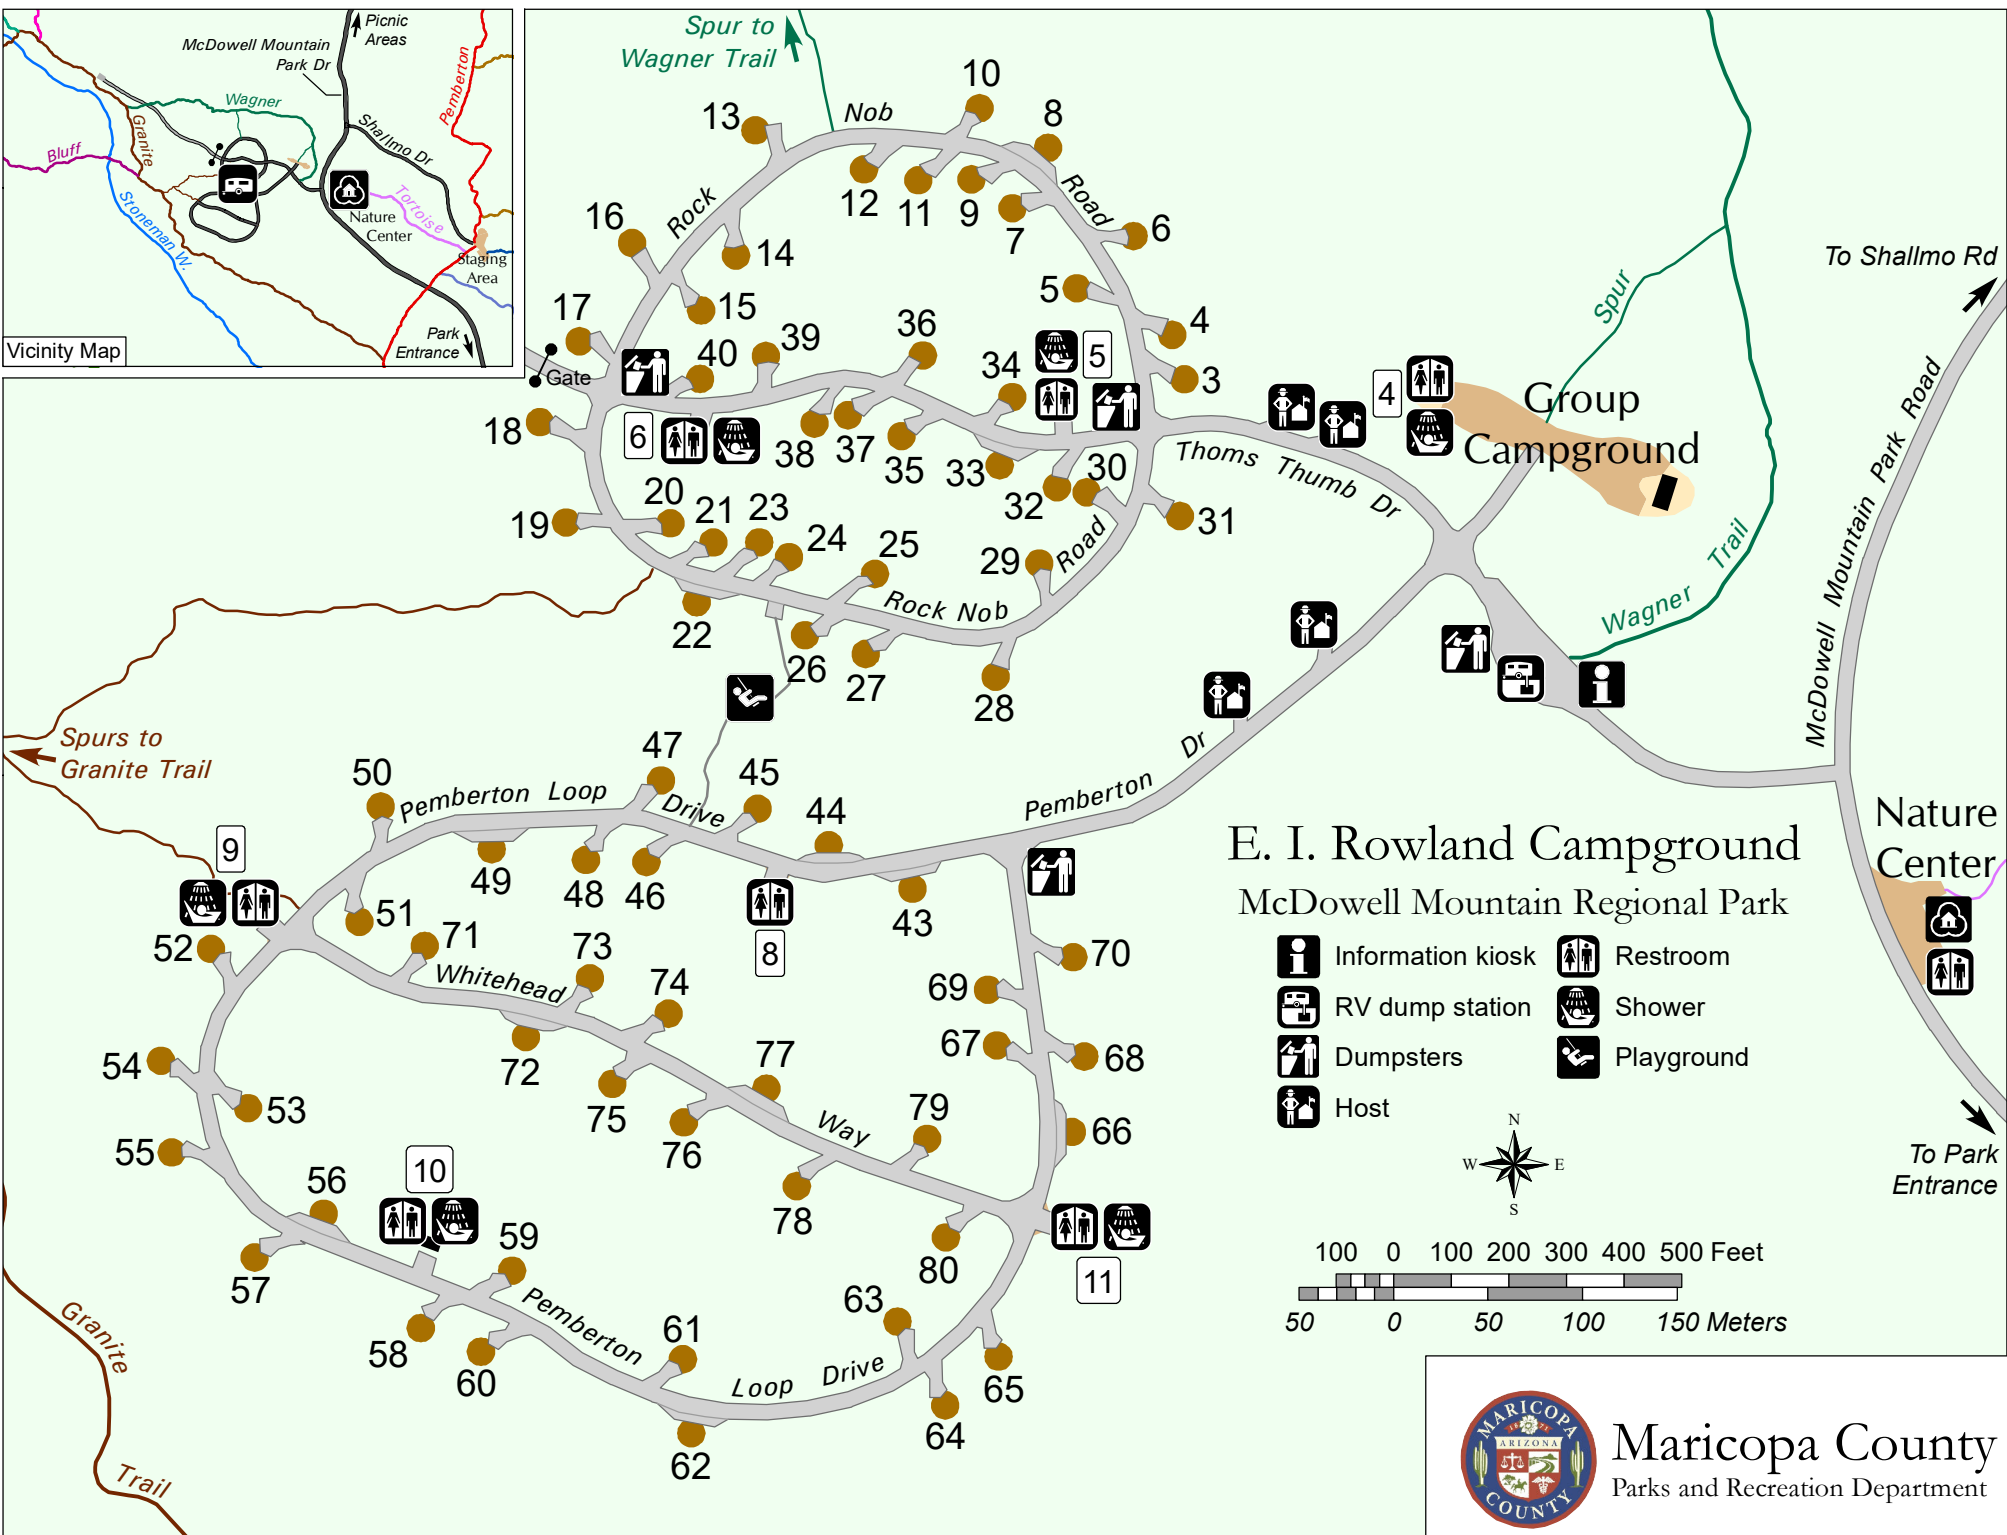 Picnic
Areas
McDowell Mountain
Park Dr
Pemberton
Wagner
Granite
Shallmo Dr
Bluff
Stoneman W.
Tortoise
Nature
Center
Staging
Area
Park
Entrance
Vicinity Map
Spur to
Wagner Trail
10
8
13
Nob
12
11
9
7
Road
6
Rock
16
14
5
15
17
4
39
36
40
34
5
3
Gate
To Shallmo Rd
Spur
4
Group
Campground
18
6
38
37
35
33
32
30
Thoms Thumb Dr
20
21
23
24
25
19
31
29
Road
Rock Nob
22
26
27
28
Wagner
Trail
McDowell Mountain Park Road
Spurs to
Granite Trail
47
45
44
50
Pemberton Loop
Drive
Pemberton
Dr
9
49
48
46
43
8
51
71
52
Whitehead
73
74
70
69
67
68
E. I. Rowland Campground
McDowell Mountain Regional Park
Nature
Center
Information kiosk
Restroom
RV dump station
Shower
Dumpsters
Playground
Host
54
53
72
77
75
76
Way
79
66
55
56
10
78
57
59
80
11
N
W
E
S
To Park
Entrance
100 0 100 200 300 400 500 Feet
50 0 50 100 150 Meters
58
60
Pemberton
61
63
Loop Drive
65
64
62
Granite
Trail
MARICOPA
1871
ARIZONA
COUNTY
Maricopa County
Parks and Recreation Department